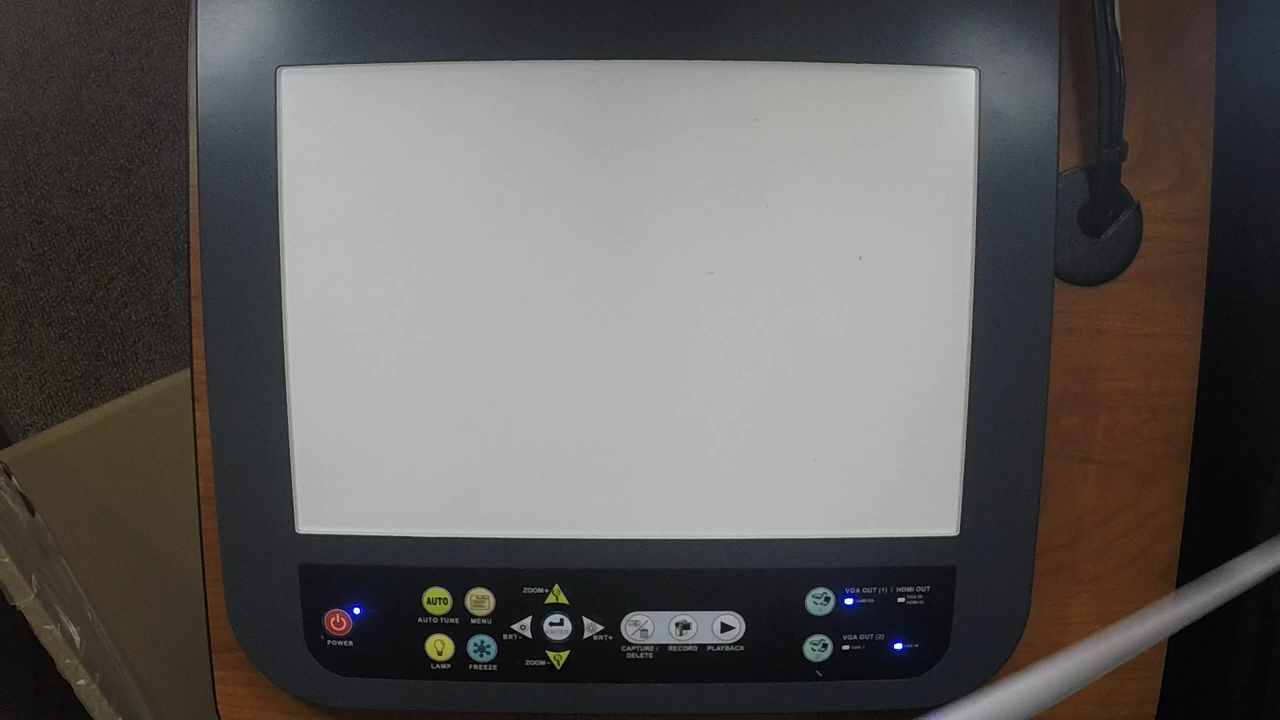 ZOOM+
VGA OUT (1) / HDMI OUT
AUTO
AUTO TUNE
MENU
POWER
BRT-
ENTER
BRT+
VGA OUT (2)
LAMP
FREEZE
ZOOM-
CAPTURE /
DELETE
RECORD
PLAYBACK